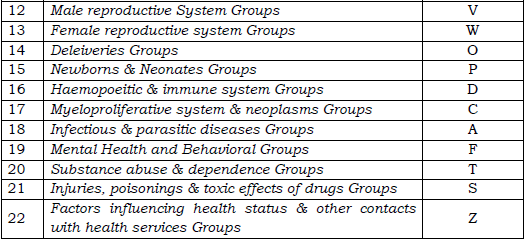 12 Male reproductive System Groups V
13 Female reproductive system Groups W
14 Deleiveries Groups O
15 Newborns & Neonates Groups P
16 Haemopoeitic & immune system Groups D
17 Myeloproliferative system & neoplasms Groups C
18 Infectious & parasitic diseases Groups A
19 Mental Health and Behavioral Groups F
20 Substance abuse & dependence Groups T
21 Injuries, poisonings & toxic effects of drugs Groups S
22 Factors influencing health status & other contacts
with health services Groups Z